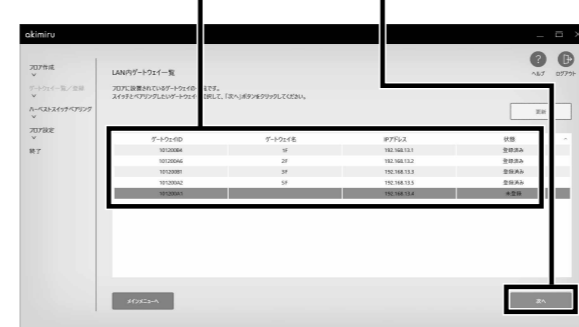 akimiru
フロア作成
ゲートウェイ一覧／登録
ハーベストスイッチペアリング
フロア設定
終了
ヘルプ
ログアウト
LAN内ゲートウェイ一覧
フロアに設置されているゲートウェイの
です。
スイッチとペアリングしたいゲートウェイ
択して、「次へ」ボタンをクリックしてください。
更新
ゲートウェイID ゲートウェイ名 IPアドレス 状態
10120084 1F 192.168.13.1 登録済み
101200A6 2F 192.168.13.2 登録済み
10120081 3F 192.168.13.3 登録済み
101200A2 5F 192.168.13.5 登録済み
101200A1 192.168.13.4 未登録
メインメニューへ
次へ